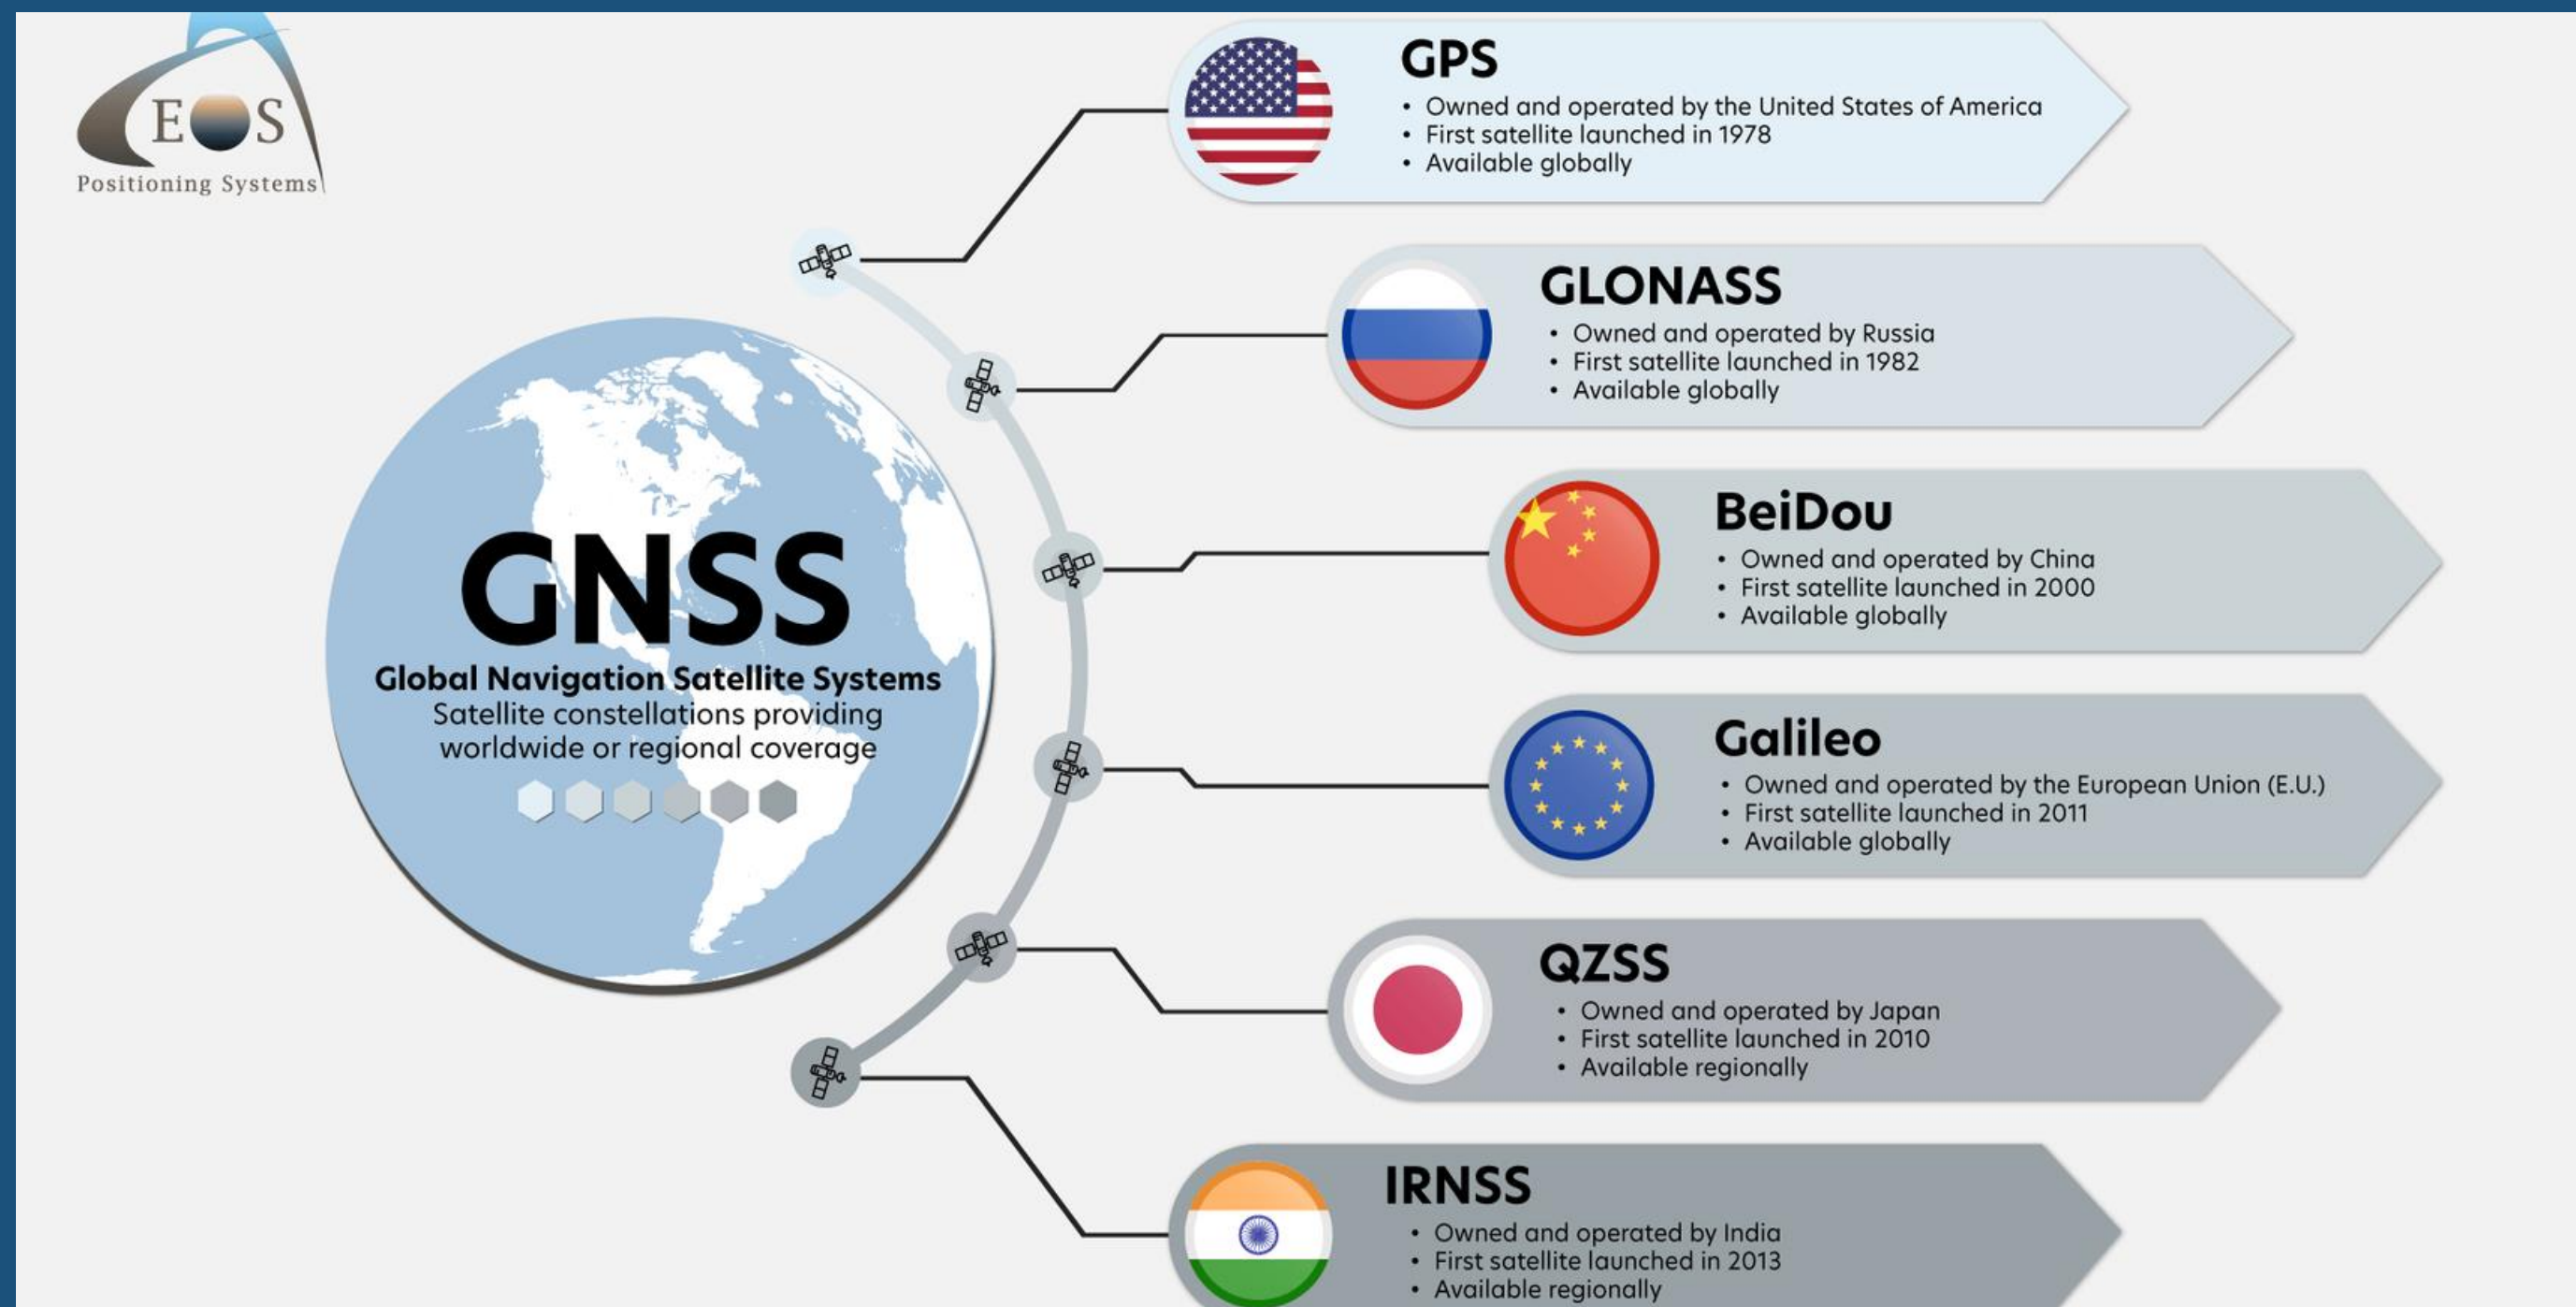 EOS
Positioning Systems
GNSS
Global Navigation Satellite Systems
Satellite constellations providing
worldwide or regional coverage
GPS
• Owned and operated by the United States of America
• First satellite launched in 1978
• Available globally
GLONASS
• Owned and operated by Russia
• First satellite launched in 1982
• Available globally
BeiDou
• Owned and operated by China
• First satellite launched in 2000
• Available globally
Galileo
• Owned and operated by the European Union (E.U.)
• First satellite launched in 2011
• Available globally
QZSS
• Owned and operated by Japan
• First satellite launched in 2010
• Available regionally
IRNSS
• Owned and operated by India
• First satellite launched in 2013
• Available regionally